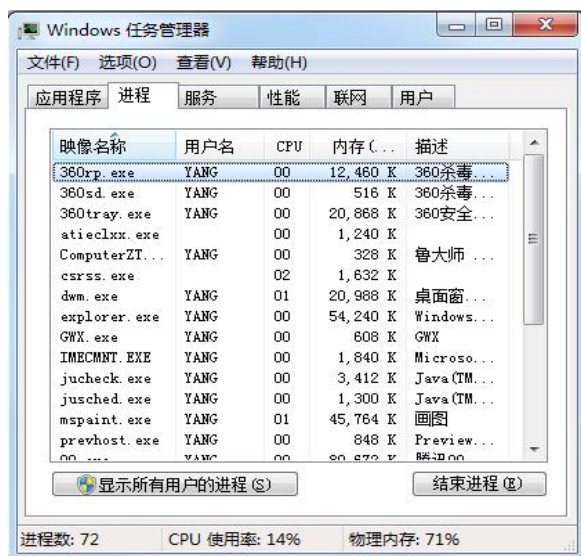 Windows 任务管理器
文件(F) 选项(O) 查看(V) 帮助(H)
应用程序 进程 服务 性能 联网 用户
映像名称 用户名 CPU 内存(... 描述
360rp.exe YANG 00 12,460 K 360杀毒...
360sd.exe YANG 00 516 K 360杀毒...
360tray.exe YANG 00 20,868 K 360安全...
atieclxx.exe 00 1,240 K
ComputerZT... YANG 00 328 K 鲁大师 ...
csrss.exe 02 1,632 K
dwm.exe YANG 01 20,988 K 桌面窗...
explorer.exe YANG 00 54,240 K Windows...
GWX.exe YANG 00 608 K GWX
IMECMNT.EXE YANG 00 1,840 K Microso...
jucheck.exe YANG 00 3,412 K Java(TM...
jusched.exe YANG 00 1,300 K Java(TM...
mspaint.exe YANG 01 45,764 K 画图
prevhost.exe YANG 00 848 K Preview...
显示所有用户的进程(S) 结束进程(E)
进程数: 72 CPU 使用率: 14% 物理内存: 71%